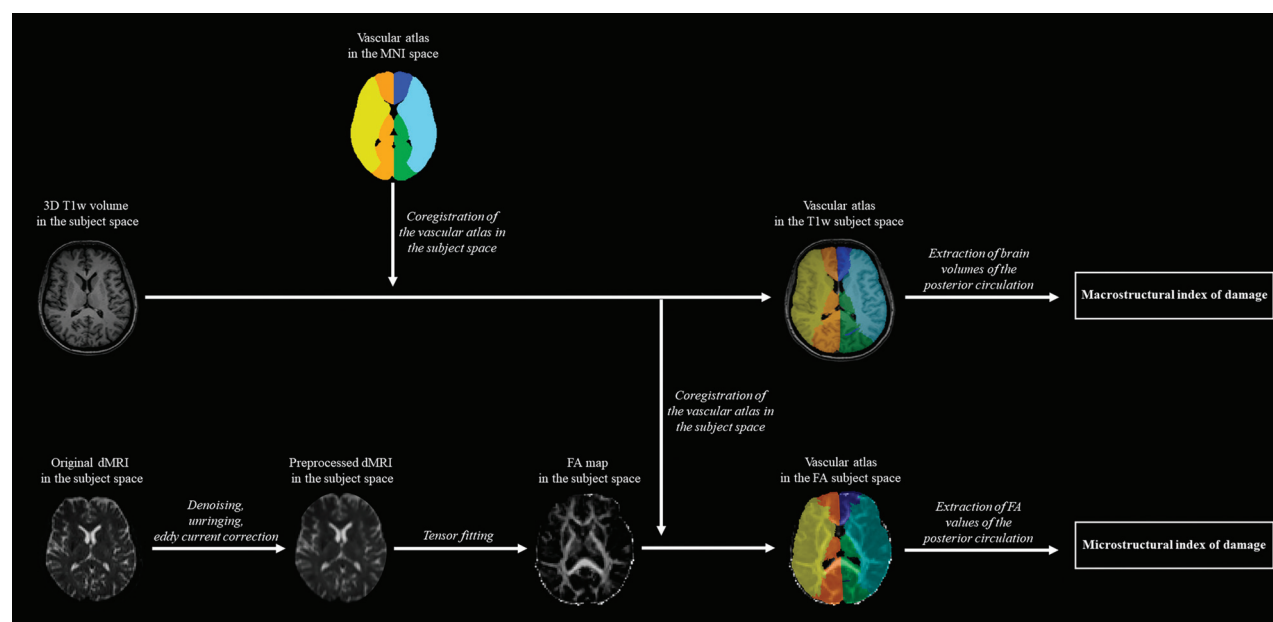 Vascular atlas
in the MNI space
3D T1w volume
in the subject space
Coregistration of
the vascular atlas in
the subject space
Vascular atlas
in the T1w subject space
Extraction of brain
volumes of the
posterior circulation
Macrostructural index of damage
Coregistration of
the vascular atlas in
the subject space
Original dMRI
in the subject space
Denoising,
unringing,
eddy current correction
Preprocessed dMRI
in the subject space
Tensor fitting
FA map
in the subject space
Vascular atlas
in the FA subject space
Extraction of FA
values of the
posterior circulation
Microstructural index of damage